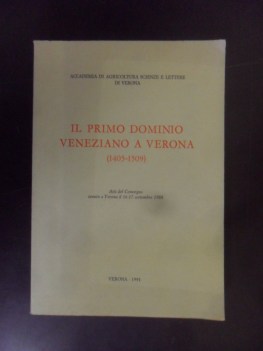 ACCADEMIA DI AGRICOLTURA SCIENZE E LETTERE
DI VERONA
IL PRIMO DOMINIO
VENEZIANO A VERONA
(1405-1509)
Atti del Convegno
tenuto a Verona il 16-17 settembre 1988
VERONA